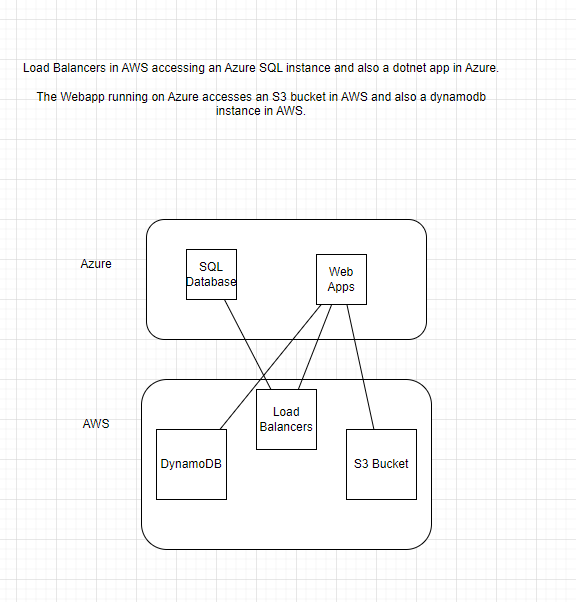 Load Balancers in AWS accessing an Azure SQL instance and also a dotnet app in Azure.
The Webapp running on Azure accesses an S3 bucket in AWS and also a dynamodb
instance in AWS.
Azure
SQL
Database
Web
Apps
AWS
Load
Balancers
DynamoDB
S3 Bucket